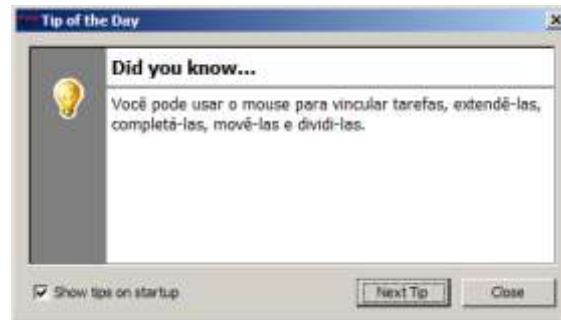 Tip of the Day
Did you know...
Você pode usar o mouse para vincular tarefas, extendê-las,
completá-las, movê-las e dividi-las.
Show tips on startup
Next Tip
Close